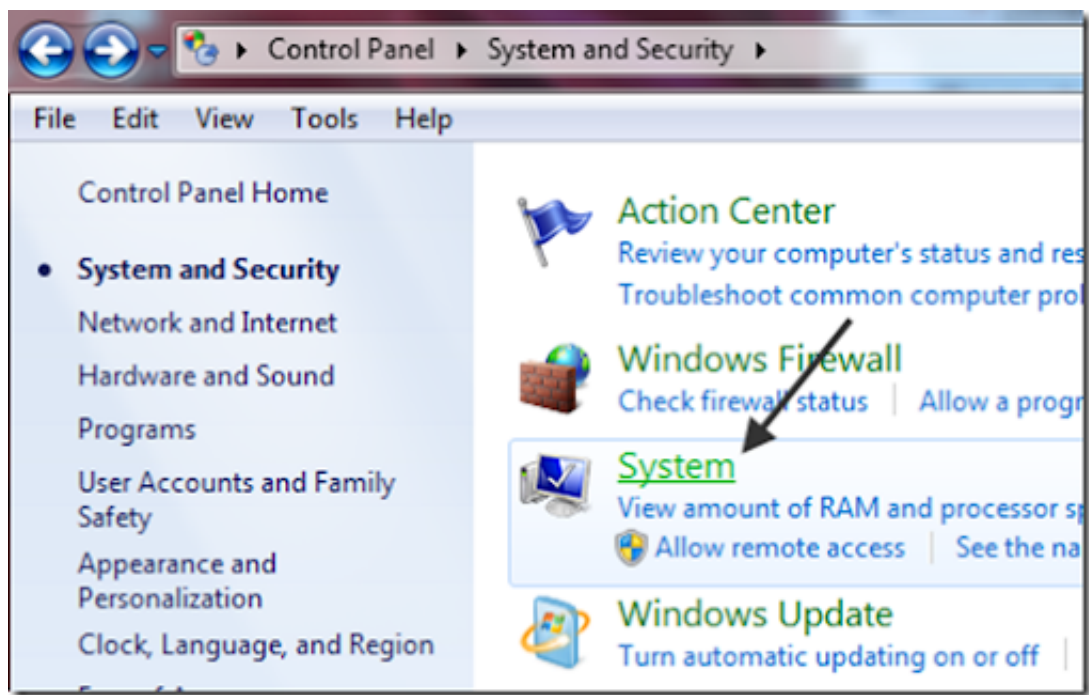 Control Panel System and Security
File Edit View Tools Help
Control Panel Home
System and Security
Network and Internet
Hardware and Sound
Programs
User Accounts and Family
Safety
Appearance and
Personalization
Clock, Language, and Region
Action Center
Review your computer's status and res
Troubleshoot common computer prol
Windows Firewall
Check firewall status Allow a progr
System
View amount of RAM and processor sp
Allow remote access See the na
Windows Update
Turn automatic updating on or off